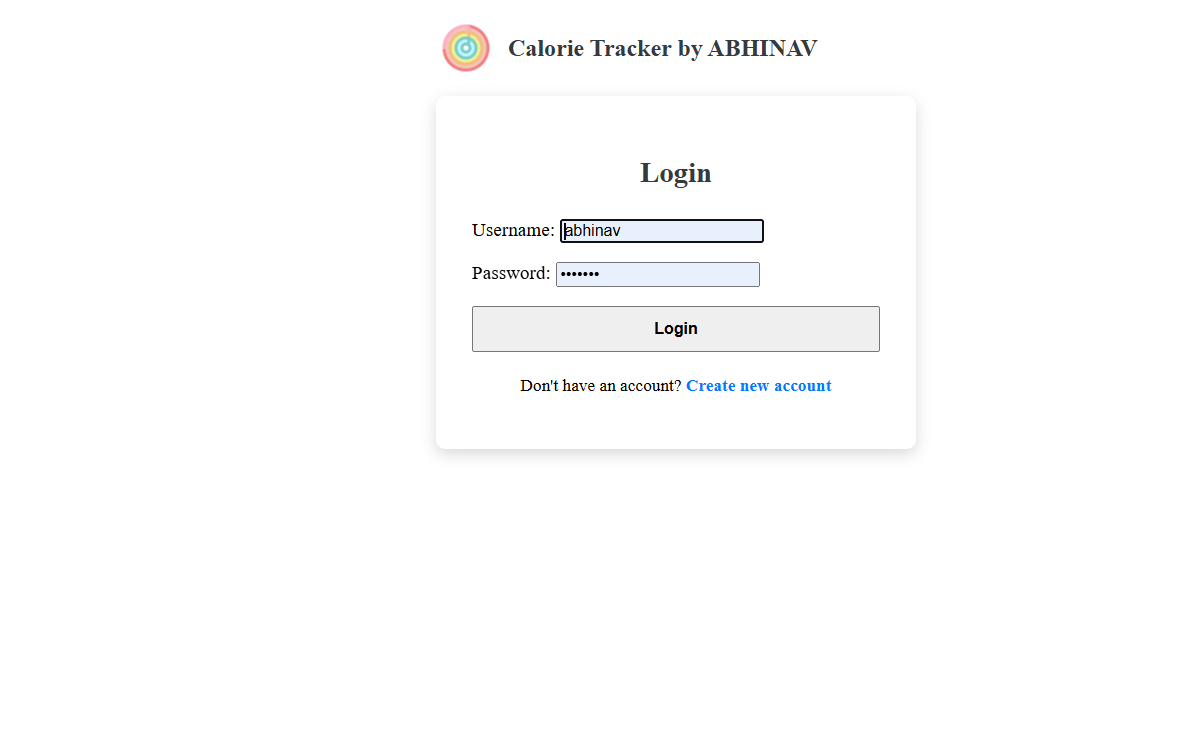 Calorie Tracker by ABHINAV
Login
Username: abhinav
Password: •••••••
Login
Don't have an account? Create new account